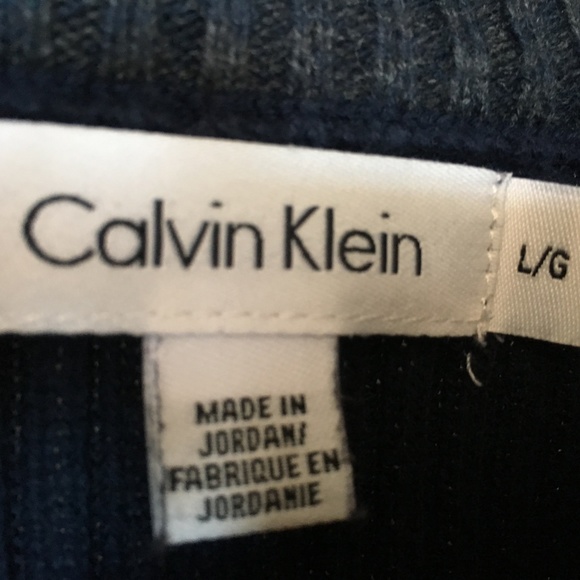 Calvin Klein
L/G
MADE IN
JORDAN/
FABRIQUE EN
JORDANIE